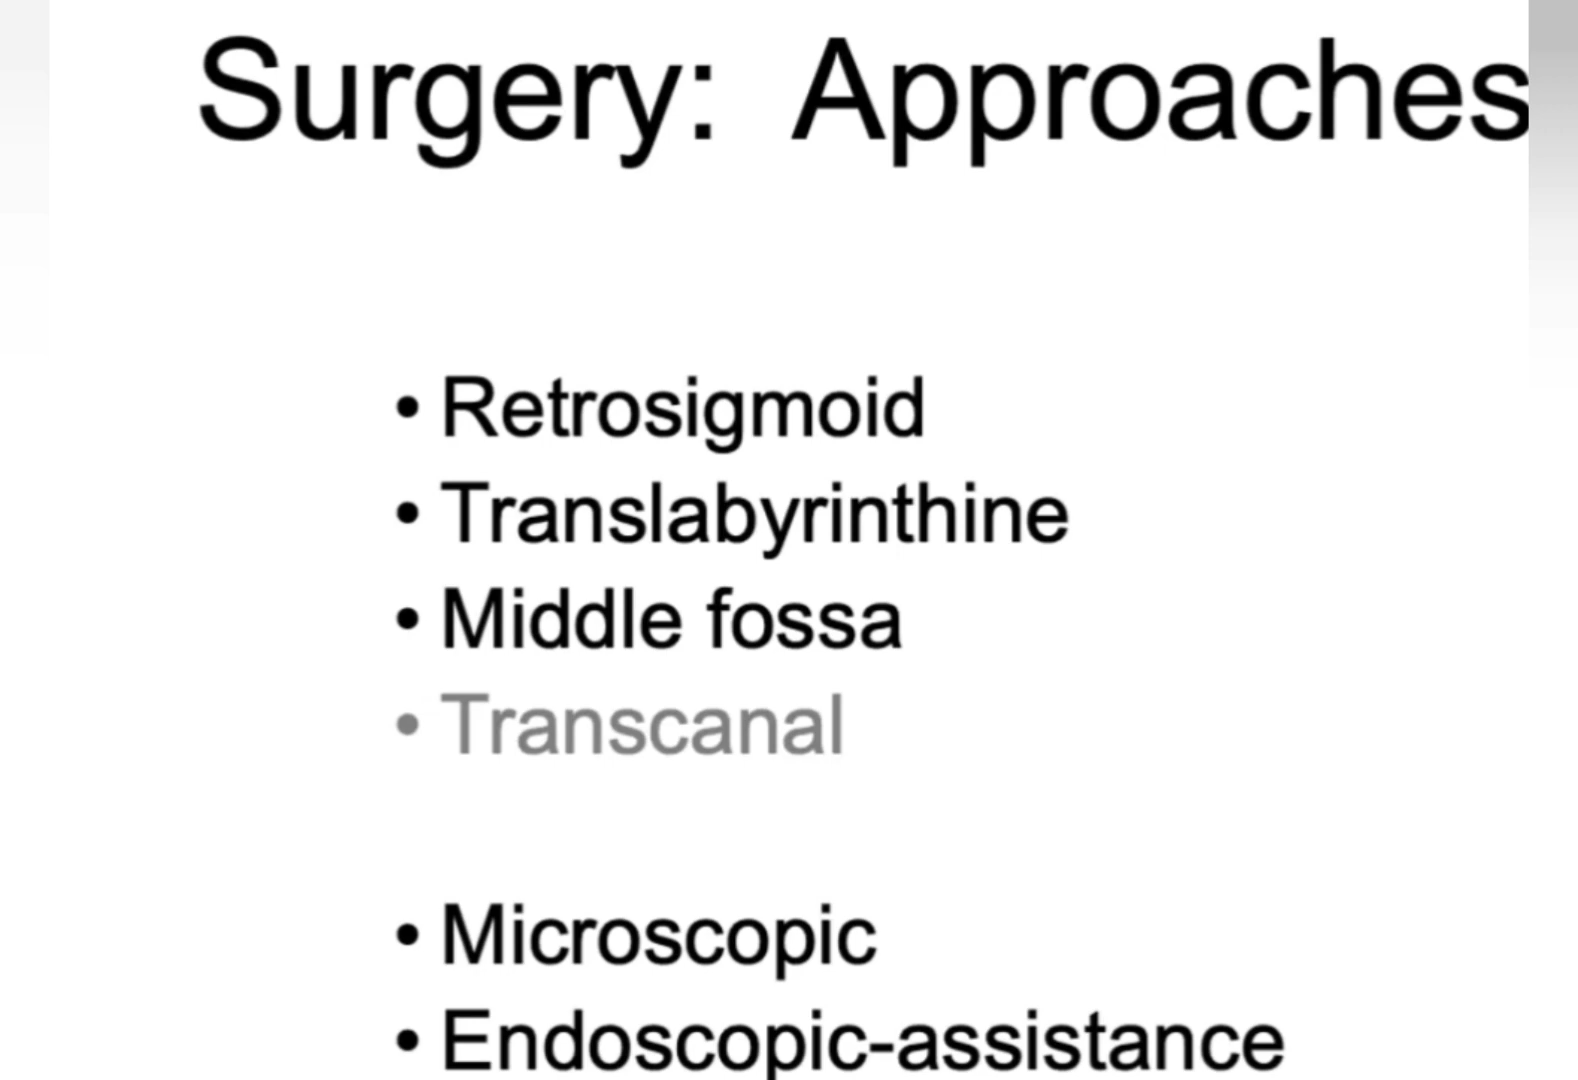 Surgery: Approaches
• Retrosigmoid
• Translabyrinthine
• Middle fossa
• Transcanal
• Microscopic
• Endoscopic-assistance